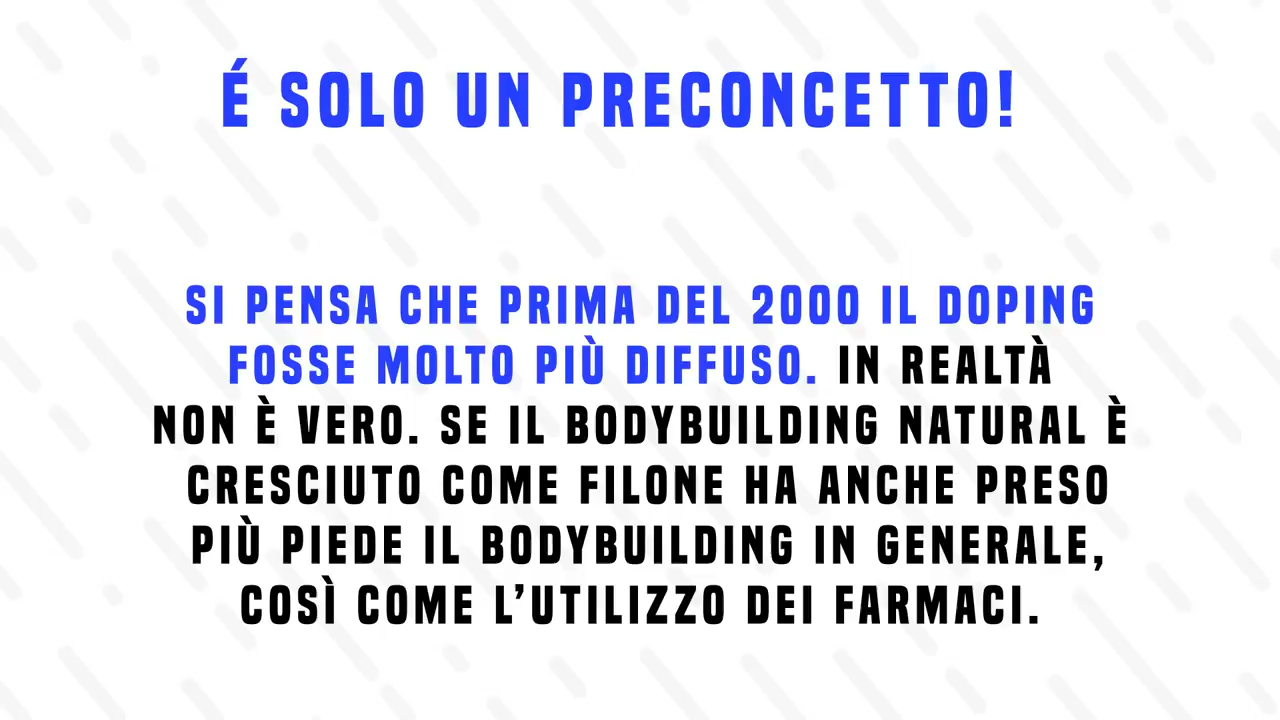 É SOLO UN PRECONCETTO!
SI PENSA CHE PRIMA DEL 2000 IL DOPING
FOSSE MOLTO PIÙ DIFFUSO. IN REALTÀ
NON È VERO. SE IL BODYBUILDING NATURAL È
CRESCIUTO COME FILONE HA ANCHE PRESO
PIÙ PIEDE IL BODYBUILDING IN GENERALE,
COSÌ COME L’UTILIZZO DEI FARMACI.